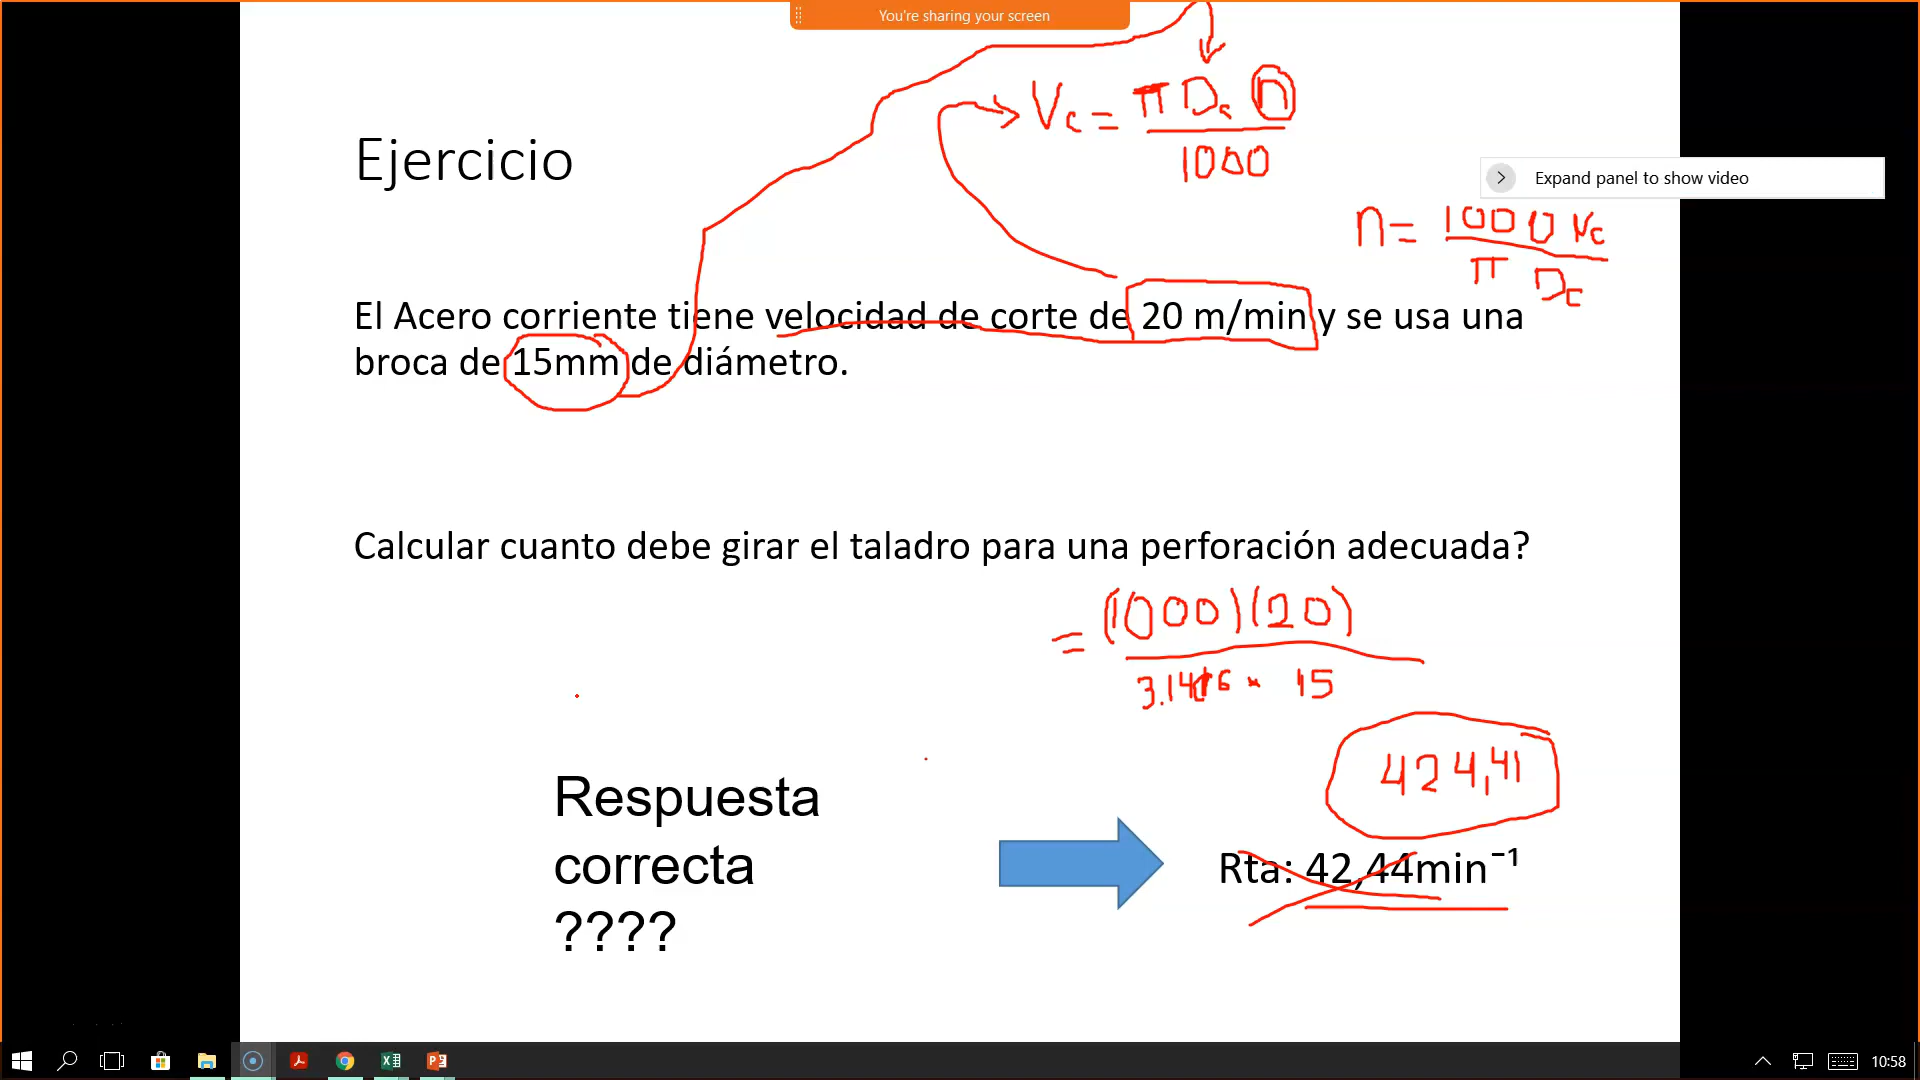 You're sharing your screen
Vc = π Dc n
1000
Ejercicio
Expand panel to show video
n = 1000 Vc
π Dc
El Acero corriente tiene velocidad de corte de 20 m/min y se usa una
broca de 15mm de diámetro.
Calcular cuanto debe girar el taladro para una perforación adecuada?
= (1000)(20)
3.1416 * 15
424,41
Respuesta
correcta
????
Rta: 42,44min⁻¹
10:58